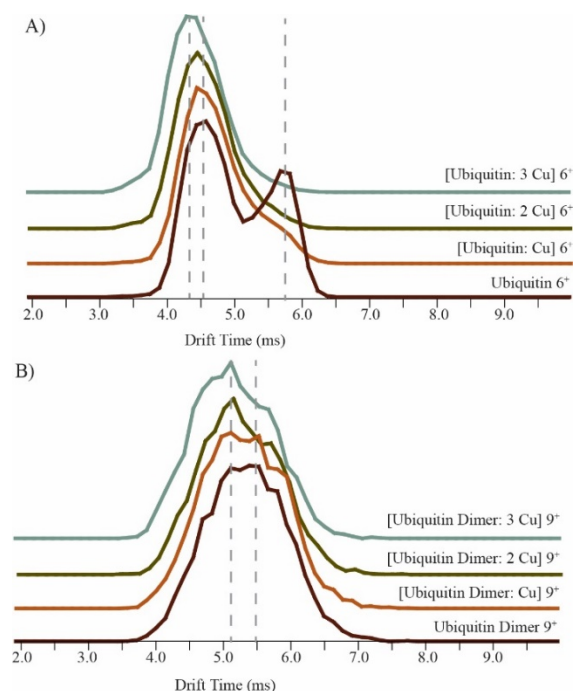 A)
[Ubiquitin: 3 Cu] 6⁺
[Ubiquitin: 2 Cu] 6⁺
[Ubiquitin: Cu] 6⁺
Ubiquitin 6⁺
2.0 3.0 4.0 5.0 6.0 7.0 8.0 9.0
Drift Time (ms)
B)
[Ubiquitin Dimer: 3 Cu] 9⁺
[Ubiquitin Dimer: 2 Cu] 9⁺
[Ubiquitin Dimer: Cu] 9⁺
Ubiquitin Dimer 9⁺
2.0 3.0 4.0 5.0 6.0 7.0 8.0 9.0
Drift Time (ms)